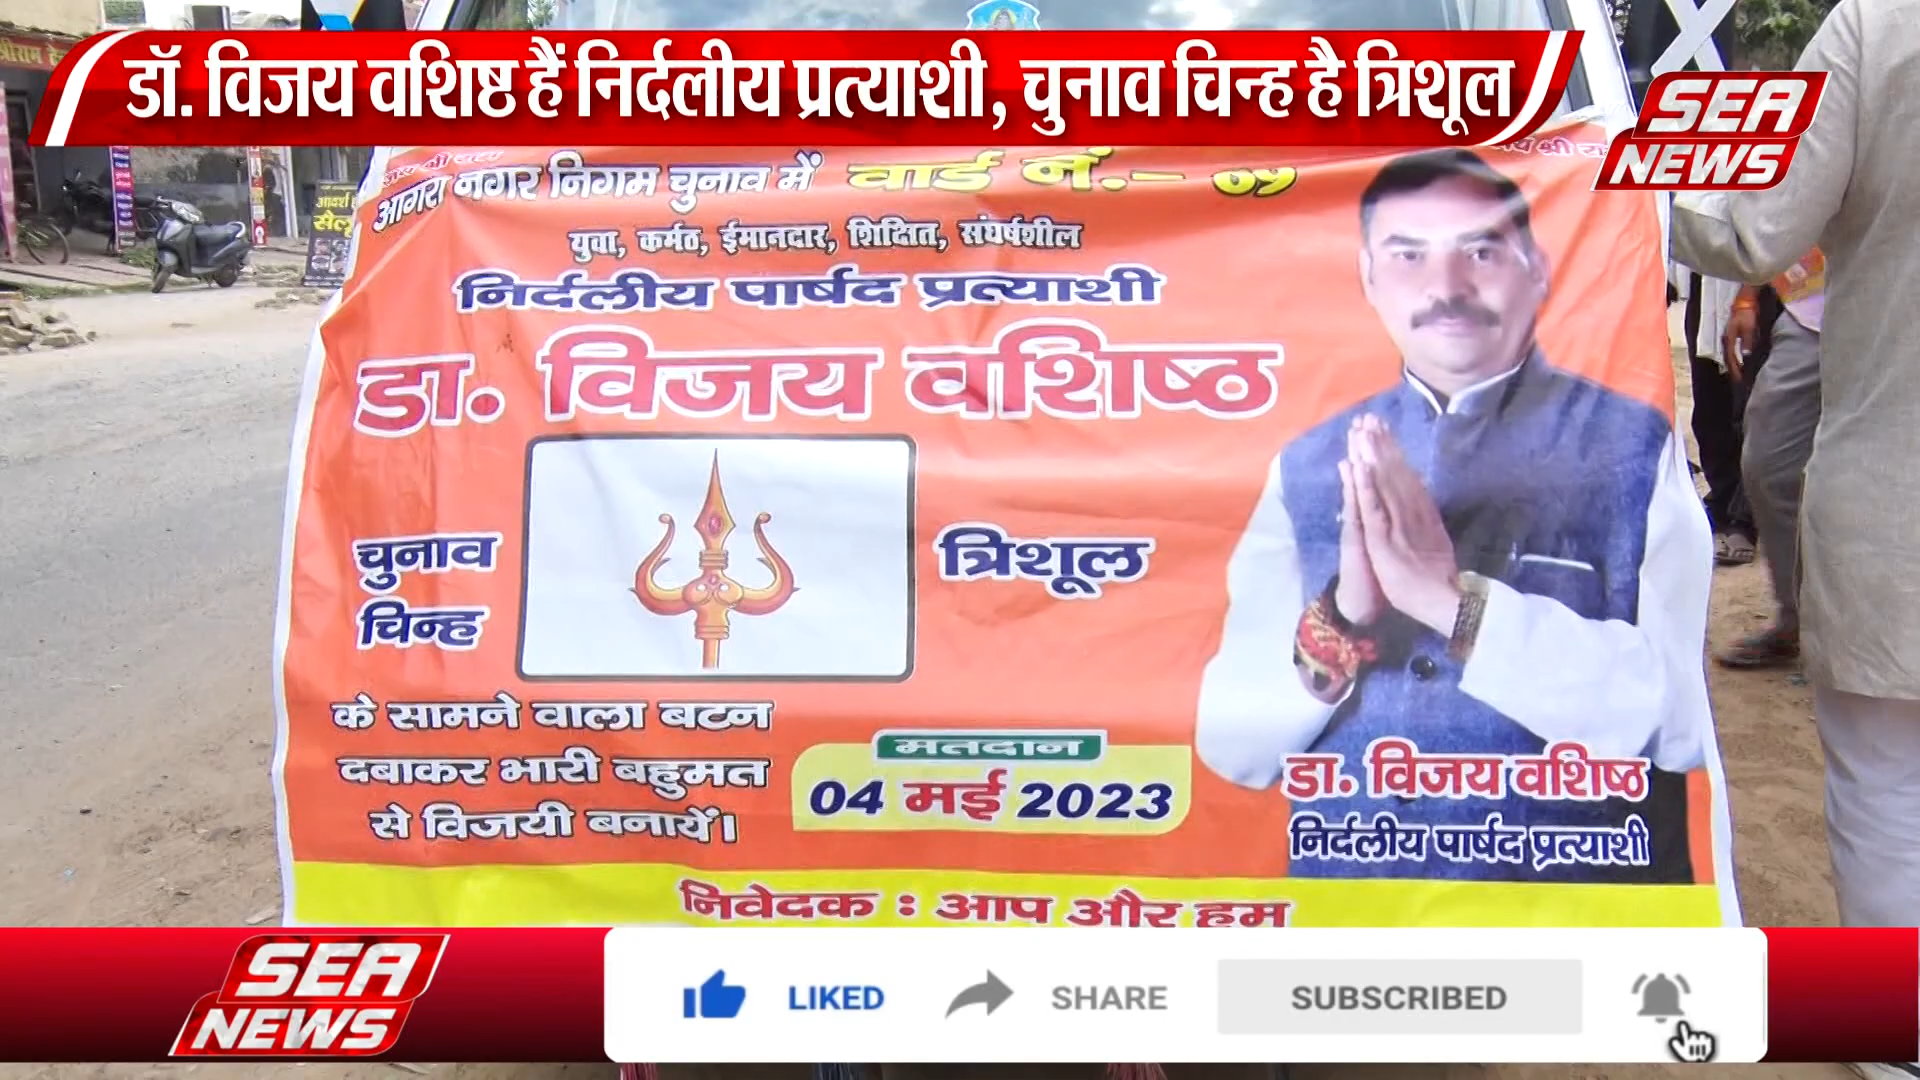 डॉ. विजय वशिष्ठ हैं निर्दलीय प्रत्याशी, चुनाव चिन्ह है त्रिशूल
SEA
NEWS
श्रीराम
आगरा नगर निगम चुनाव में वार्ड नं.- 09
युवा, कर्मठ, ईमानदार, शिक्षित, संघर्षशील
निर्दलीय पार्षद प्रत्याशी
डा. विजय वशिष्ठ
चुनाव
चिन्ह
त्रिशूल
के सामने वाला बटन
दबाकर भारी बहुमत
से विजयी बनायें।
मतदान
04 मई 2023
डा. विजय वशिष्ठ
निर्दलीय पार्षद प्रत्याशी
निवेदक : आप और हम
SEA
NEWS
LIKED SHARE SUBSCRIBED